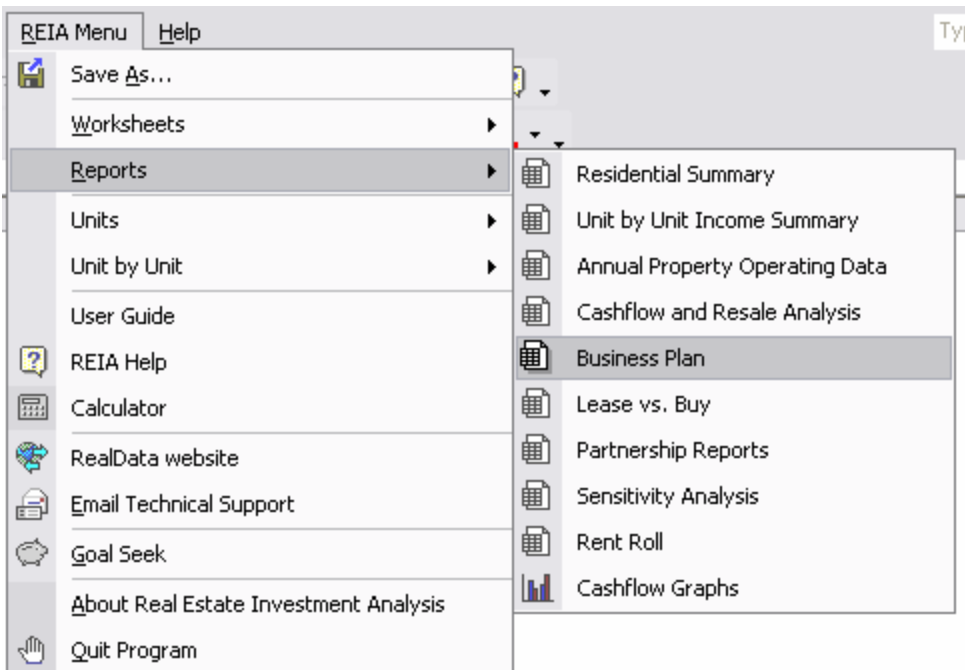 REIA Menu Help
Ty
Save As...
Worksheets
Reports
Units
Unit by Unit
User Guide
REIA Help
Calculator
RealData website
Email Technical Support
Goal Seek
About Real Estate Investment Analysis
Quit Program
Residential Summary
Unit by Unit Income Summary
Annual Property Operating Data
Cashflow and Resale Analysis
Business Plan
Lease vs. Buy
Partnership Reports
Sensitivity Analysis
Rent Roll
Cashflow Graphs